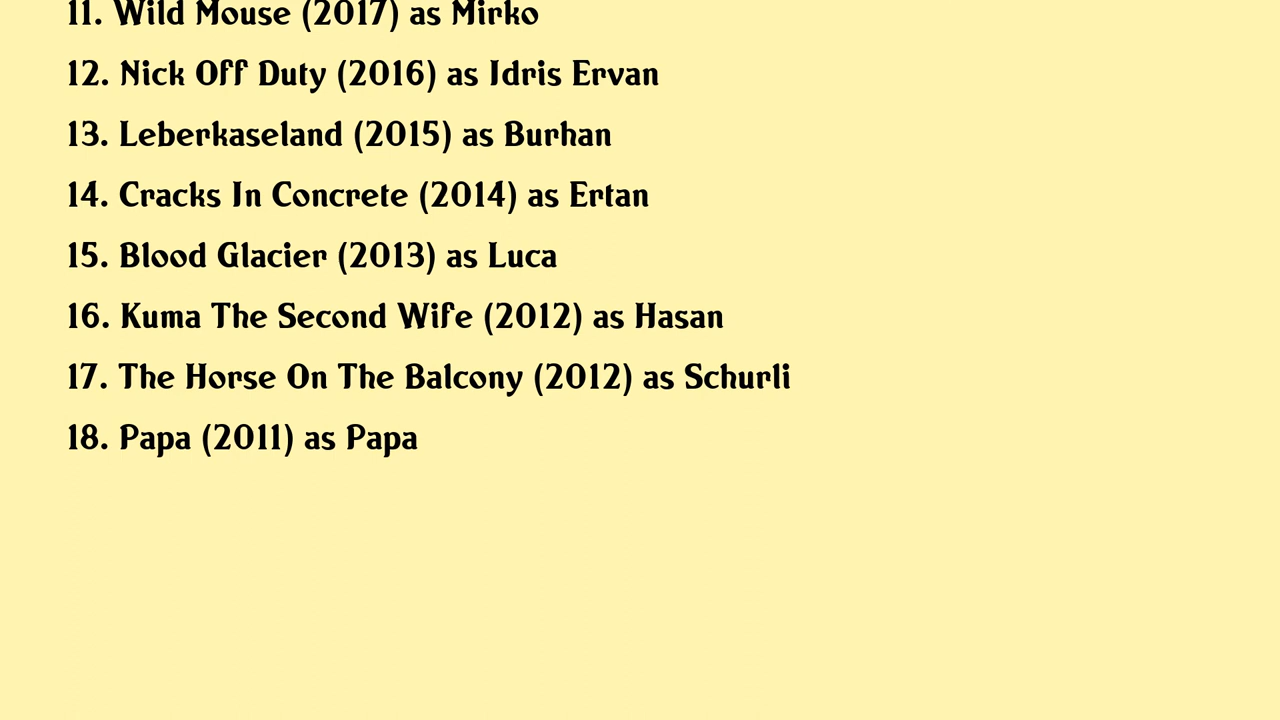 11. Wild Mouse (2017) as Mirko
12. Nick Off Duty (2016) as Idris Ervan
13. Leberkaseland (2015) as Burhan
14. Cracks In Concrete (2014) as Ertan
15. Blood Glacier (2013) as Luca
16. Kuma The Second Wife (2012) as Hasan
17. The Horse On The Balcony (2012) as Schurli
18. Papa (2011) as Papa